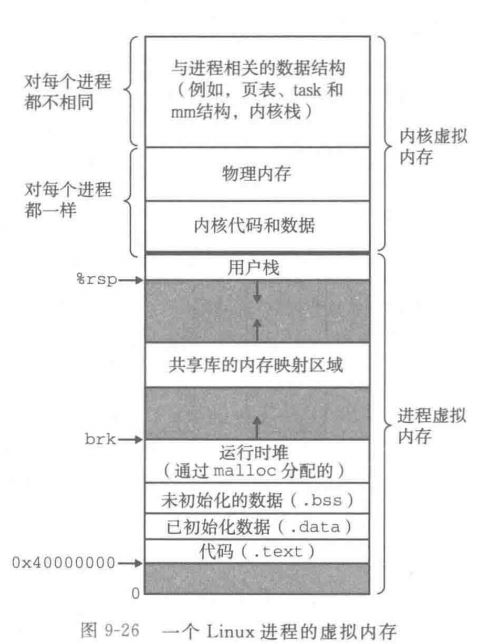 与进程相关的数据结构
(例如,页表、task 和
mm结构,内核栈)
对每个进程
都不相同
内核虚拟
内存
物理内存
对每个进程
都一样
内核代码和数据
用户栈
%rsp
共享库的内存映射区域
进程虚拟
内存
brk
运行时堆
(通过 malloc 分配的)
未初始化的数据(.bss)
已初始化数据(.data)
代码(.text)
0x40000000
0
图 9-26 一个 Linux 进程的虚拟内存